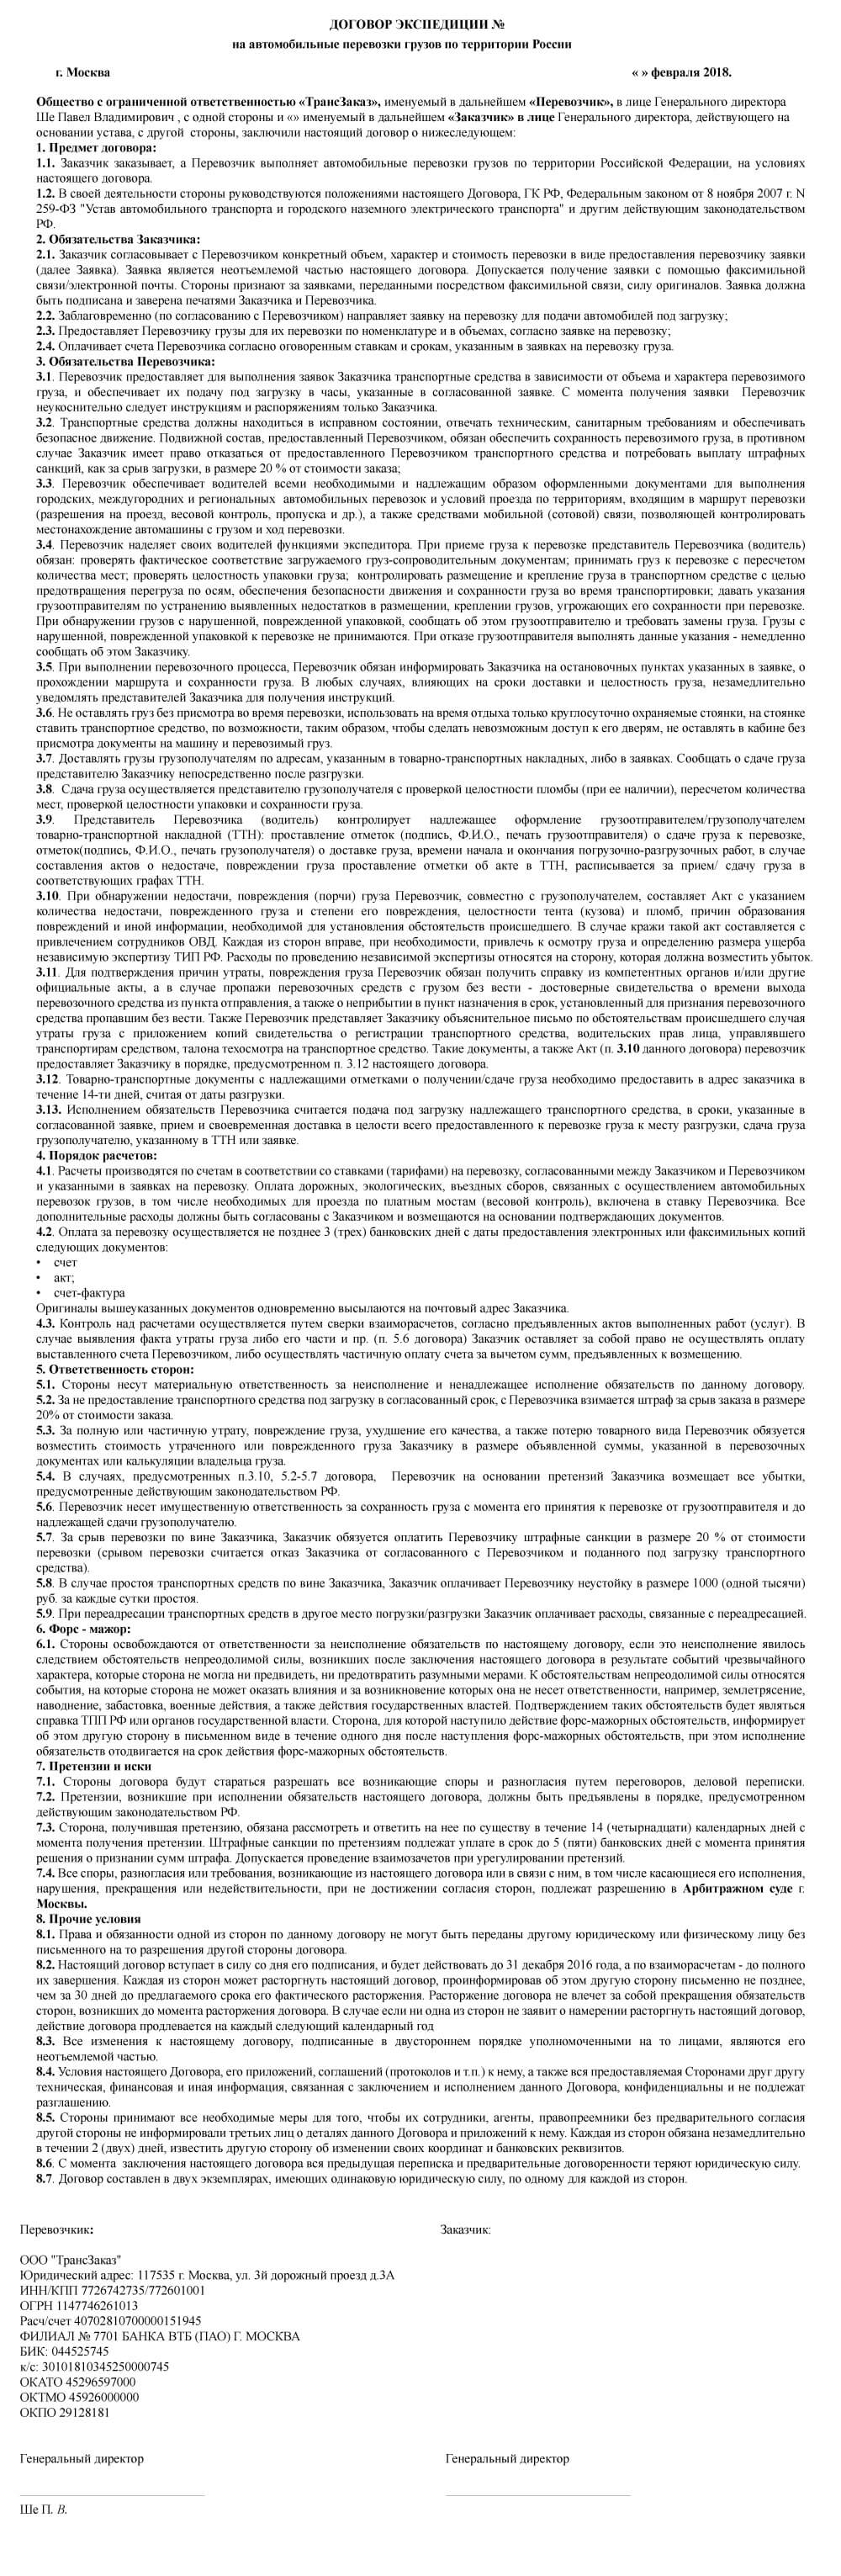 ДОГОВОР ЭКСПЕДИЦИИ №
на автомобильные перевозки грузов по территории России
г. Москва « » февраля 2018.
Общество с ограниченной ответственностью «ТрансЗаказ», именуемый в дальнейшем «Перевозчик», в лице Генерального директора
Ше Павел Владимирович , с одной стороны и «» именуемый в дальнейшем «Заказчик» в лице Генерального директора, действующего на
основании устава, с другой стороны, заключили настоящий договор о нижеследующем:
1. Предмет договора:
1.1. Заказчик заказывает, а Перевозчик выполняет автомобильные перевозки грузов по территории Российской Федерации, на условиях
настоящего договора.
1.2. В своей деятельности стороны руководствуются положениями настоящего Договора, ГК РФ, Федеральным законом от 8 ноября 2007 г. N
259-ФЗ "Устав автомобильного транспорта и городского наземного электрического транспорта" и другим действующим законодательством
РФ.
2. Обязательства Заказчика:
2.1. Заказчик согласовывает с Перевозчиком конкретный объем, характер и стоимость перевозки в виде предоставления перевозчику заявки
(далее Заявка). Заявка является неотъемлемой частью настоящего договора. Допускается получение заявки с помощью факсимильной
связи/электронной почты. Стороны признают за заявками, переданными посредством факсимильной связи, силу оригиналов. Заявка должна
быть подписана и заверена печатями Заказчика и Перевозчика.
2.2. Заблаговременно (по согласованию с Перевозчиком) направляет заявку на перевозку для подачи автомобилей под загрузку;
2.3. Предоставляет Перевозчику грузы для их перевозки по номенклатуре и в объемах, согласно заявке на перевозку;
2.4. Оплачивает счета Перевозчика согласно оговоренным ставкам и срокам, указанным в заявках на перевозку груза.
3. Обязательства Перевозчика:
3.1. Перевозчик предоставляет для выполнения заявок Заказчика транспортные средства в зависимости от объема и характера перевозимого
груза, и обеспечивает их подачу под загрузку в часы, указанные в согласованной заявке. С момента получения заявки Перевозчик
неукоснительно следует инструкциям и распоряжениям только Заказчика.
3.2. Транспортные средства должны находиться в исправном состоянии, отвечать техническим, санитарным требованиям и обеспечивать
безопасное движение. Подвижной состав, предоставленный Перевозчиком, обязан обеспечить сохранность перевозимого груза, в противном
случае Заказчик имеет право отказаться от предоставленного Перевозчиком транспортного средства и потребовать выплату штрафных
санкций, как за срыв загрузки, в размере 20 % от стоимости заказа;
3.3. Перевозчик обеспечивает водителей всеми необходимыми и надлежащим образом оформленными документами для выполнения
городских, междугородних и региональных автомобильных перевозок и условий проезда по территориям, входящим в маршрут перевозки
(разрешения на проезд, весовой контроль, пропуска и др.), а также средствами мобильной (сотовой) связи, позволяющей контролировать
местонахождение автомашины с грузом и ход перевозки.
3.4. Перевозчик наделяет своих водителей функциями экспедитора. При приеме груза к перевозке представитель Перевозчика (водитель)
обязан: проверять фактическое соответствие загружаемого груз-сопроводительным документам; принимать груз к перевозке с пересчетом
количества мест; проверять целостность упаковки груза; контролировать размещение и крепление груза в транспортном средстве с целью
предотвращения перегруза по осям, обеспечения безопасности движения и сохранности груза во время транспортировки; давать указания
грузоотправителям по устранению выявленных недостатков в размещении, креплении грузов, угрожающих его сохранности при перевозке.
При обнаружении грузов с нарушенной, поврежденной упаковкой, сообщать об этом грузоотправителю и требовать замены груза. Грузы с
нарушенной, поврежденной упаковкой к перевозке не принимаются. При отказе грузоотправителя выполнять данные указания - немедленно
сообщать об этом Заказчику.
3.5. При выполнении перевозочного процесса, Перевозчик обязан информировать Заказчика на остановочных пунктах указанных в заявке, о
прохождении маршрута и сохранности груза. В любых случаях, влияющих на сроки доставки и целостность груза, незамедлительно
уведомлять представителей Заказчика для получения инструкций.
3.6. Не оставлять груз без присмотра во время перевозки, использовать на время отдыха только круглосуточно охраняемые стоянки, на стоянке
ставить транспортное средство, по возможности, таким образом, чтобы сделать невозможным доступ к его дверям, не оставлять в кабине без
присмотра документы на машину и перевозимый груз.
3.7. Доставлять грузы грузополучателям по адресам, указанным в товарно-транспортных накладных, либо в заявках. Сообщать о сдаче груза
представителю Заказчику непосредственно после разгрузки.
3.8. Сдача груза осуществляется представителю грузополучателя с проверкой целостности пломбы (при ее наличии), пересчетом количества
мест, проверкой целостности упаковки и сохранности груза.
3.9. Представитель Перевозчика (водитель) контролирует надлежащее оформление грузоотправителем/грузополучателем
товарно-транспортной накладной (ТТН): проставление отметок (подпись, Ф.И.О., печать грузоотправителя) о сдаче груза к перевозке,
отметок(подпись, Ф.И.О., печать грузополучателя) о доставке груза, времени начала и окончания погрузочно-разгрузочных работ, в случае
составления актов о недостаче, повреждении груза проставление отметки об акте в ТТН, расписывается за прием/ сдачу груза в
соответствующих графах ТТН.
3.10. При обнаружении недостачи, повреждения (порчи) груза Перевозчик, совместно с грузополучателем, составляет Акт с указанием
количества недостачи, поврежденного груза и степени его повреждения, целостности тента (кузова) и пломб, причин образования
повреждений и иной информации, необходимой для установления обстоятельств происшедшего. В случае кражи такой акт составляется с
привлечением сотрудников ОВД. Каждая из сторон вправе, при необходимости, привлечь к осмотру груза и определению размера ущерба
независимую экспертизу ТИП РФ. Расходы по проведению независимой экспертизы относятся на сторону, которая должна возместить убыток.
3.11. Для подтверждения причин утраты, повреждения груза Перевозчик обязан получить справку из компетентных органов и/или другие
официальные акты, а в случае пропажи перевозочных средств с грузом без вести - достоверные свидетельства о времени выхода
перевозочного средства из пункта отправления, а также о неприбытии в пункт назначения в срок, установленный для признания перевозочного
средства пропавшим без вести. Также Перевозчик представляет Заказчику объяснительное письмо по обстоятельствам происшедшего случая
утраты груза с приложением копий свидетельства о регистрации транспортного средства, водительских прав лица, управлявшего
транспортирам средством, талона техосмотра на транспортное средство. Такие документы, а также Акт (п. 3.10 данного договора) перевозчик
предоставляет Заказчику в порядке, предусмотренном п. 3.12 настоящего договора.
3.12. Товарно-транспортные документы с надлежащими отметками о получении/сдаче груза необходимо предоставить в адрес заказчика в
течение 14-ти дней, считая от даты разгрузки.
3.13. Исполнением обязательств Перевозчика считается подача под загрузку надлежащего транспортного средства, в сроки, указанные в
согласованной заявке, прием и своевременная доставка в целости всего предоставленного к перевозке груза к месту разгрузки, сдача груза
грузополучателю, указанному в ТТН или заявке.
4. Порядок расчетов:
4.1. Расчеты производятся по счетам в соответствии со ставками (тарифами) на перевозку, согласованными между Заказчиком и Перевозчиком
и указанными в заявках на перевозку. Оплата дорожных, экологических, въездных сборов, связанных с осуществлением автомобильных
перевозок грузов, в том числе необходимых для проезда по платным мостам (весовой контроль), включена в ставку Перевозчика. Все
дополнительные расходы должны быть согласованы с Заказчиком и возмещаются на основании подтверждающих документов.
4.2. Оплата за перевозку осуществляется не позднее 3 (трех) банковских дней с даты предоставления электронных или факсимильных копий
следующих документов:
• счет
• акт;
• счет-фактура
Оригиналы вышеуказанных документов одновременно высылаются на почтовый адрес Заказчика.
4.3. Контроль над расчетами осуществляется путем сверки взаиморасчетов, согласно предъявленных актов выполненных работ (услуг). В
случае выявления факта утраты груза либо его части и пр. (п. 5.6 договора) Заказчик оставляет за собой право не осуществлять оплату
выставленного счета Перевозчиком, либо осуществлять частичную оплату счета за вычетом сумм, предъявленных к возмещению.
5. Ответственность сторон:
5.1. Стороны несут материальную ответственность за неисполнение и ненадлежащее исполнение обязательств по данному договору.
5.2. За не предоставление транспортного средства под загрузку в согласованный срок, с Перевозчика взимается штраф за срыв заказа в размере
20% от стоимости заказа.
5.3. За полную или частичную утрату, повреждение груза, ухудшение его качества, а также потерю товарного вида Перевозчик обязуется
возместить стоимость утраченного или поврежденного груза Заказчику в размере объявленной суммы, указанной в перевозочных
документах или калькуляции владельца груза.
5.4. В случаях, предусмотренных п.3.10, 5.2-5.7 договора, Перевозчик на основании претензий Заказчика возмещает все убытки,
предусмотренные действующим законодательством РФ.
5.6. Перевозчик несет имущественную ответственность за сохранность груза с момента его принятия к перевозке от грузоотправителя и до
надлежащей сдачи грузополучателю.
5.7. За срыв перевозки по вине Заказчика, Заказчик обязуется оплатить Перевозчику штрафные санкции в размере 20 % от стоимости
перевозки (срывом перевозки считается отказ Заказчика от согласованного с Перевозчиком и поданного под загрузку транспортного
средства).
5.8. В случае простоя транспортных средств по вине Заказчика, Заказчик оплачивает Перевозчику неустойку в размере 1000 (одной тысячи)
руб. за каждые сутки простоя.
5.9. При переадресации транспортных средств в другое место погрузки/разгрузки Заказчик оплачивает расходы, связанные с переадресацией.
6. Форс - мажор:
6.1. Стороны освобождаются от ответственности за неисполнение обязательств по настоящему договору, если это неисполнение явилось
следствием обстоятельств непреодолимой силы, возникших после заключения настоящего договора в результате событий чрезвычайного
характера, которые сторона не могла ни предвидеть, ни предотвратить разумными мерами. К обстоятельствам непреодолимой силы относятся
события, на которые сторона не может оказать влияния и за возникновение которых она не несет ответственности, например, землетрясение,
наводнение, забастовка, военные действия, а также действия государственных властей. Подтверждением таких обстоятельств будет являться
справка ТПП РФ или органов государственной власти. Сторона, для которой наступило действие форс-мажорных обстоятельств, информирует
об этом другую сторону в письменном виде в течение одного дня после наступления форс-мажорных обстоятельств, при этом исполнение
обязательств отодвигается на срок действия форс-мажорных обстоятельств.
7. Претензии и иски
7.1. Стороны договора будут стараться разрешать все возникающие споры и разногласия путем переговоров, деловой переписки.
7.2. Претензии, возникшие при исполнении обязательств настоящего договора, должны быть предъявлены в порядке, предусмотренном
действующим законодательством РФ.
7.3. Сторона, получившая претензию, обязана рассмотреть и ответить на нее по существу в течение 14 (четырнадцати) календарных дней с
момента получения претензии. Штрафные санкции по претензиям подлежат уплате в срок до 5 (пяти) банковских дней с момента принятия
решения о признании сумм штрафа. Допускается проведение взаимозачетов при урегулировании претензий.
7.4. Все споры, разногласия или требования, возникающие из настоящего договора или в связи с ним, в том числе касающиеся его исполнения,
нарушения, прекращения или недействительности, при не достижении согласия сторон, подлежат разрешению в Арбитражном суде г.
Москвы.
8. Прочие условия
8.1. Права и обязанности одной из сторон по данному договору не могут быть переданы другому юридическому или физическому лицу без
письменного на то разрешения другой стороны договора.
8.2. Настоящий договор вступает в силу со дня его подписания, и будет действовать до 31 декабря 2016 года, а по взаиморасчетам - до полного
их завершения. Каждая из сторон может расторгнуть настоящий договор, проинформировав об этом другую сторону письменно не позднее,
чем за 30 дней до предлагаемого срока его фактического расторжения. Расторжение договора не влечет за собой прекращения обязательств
сторон, возникших до момента расторжения договора. В случае если ни одна из сторон не заявит о намерении расторгнуть настоящий договор,
действие договора продлевается на каждый следующий календарный год
8.3. Все изменения к настоящему договору, подписанные в двустороннем порядке уполномоченными на то лицами, являются его
неотъемлемой частью.
8.4. Условия настоящего Договора, его приложений, соглашений (протоколов и т.п.) к нему, а также вся предоставляемая Сторонами друг другу
техническая, финансовая и иная информация, связанная с заключением и исполнением данного Договора, конфиденциальны и не подлежат
разглашению.
8.5. Стороны принимают все необходимые меры для того, чтобы их сотрудники, агенты, правопреемники без предварительного согласия
другой стороны не информировали третьих лиц о деталях данного Договора и приложений к нему. Каждая из сторон обязана незамедлительно
в течении 2 (двух) дней, известить другую сторону об изменении своих координат и банковских реквизитов.
8.6. С момента заключения настоящего договора вся предыдущая переписка и предварительные договоренности теряют юридическую силу.
8.7. Договор составлен в двух экземплярах, имеющих одинаковую юридическую силу, по одному для каждой из сторон.
Перевозчкик: Заказчик:
ООО "ТрансЗаказ"
Юридический адрес: 117535 г. Москва, ул. 3й дорожный проезд д.3А
ИНН/КПП 7726742735/772601001
ОГРН 1147746261013
Расч/счет 40702810700000151945
ФИЛИАЛ № 7701 БАНКА ВТБ (ПАО) Г. МОСКВА
БИК: 044525745
к/с: 30101810345250000745
ОКАТО 45296597000
ОКТМО 45926000000
ОКПО 29128181
Генеральный директор Генеральный директор
Ше П. В.